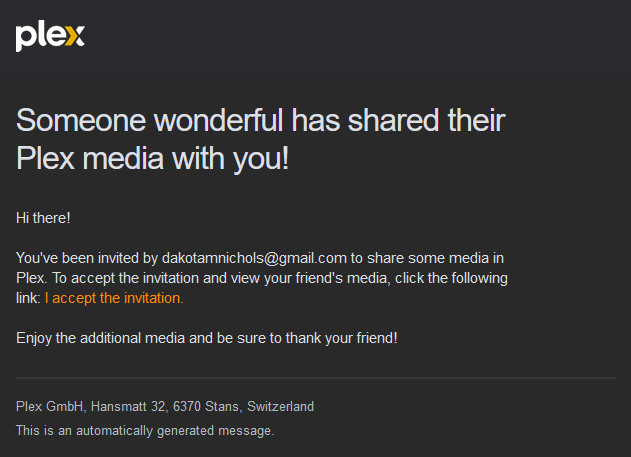 plex
Someone wonderful has shared their
Plex media with you!
Hi there!
You've been invited by dakotamnichols@gmail.com to share some media in
Plex. To accept the invitation and view your friend's media, click the following
link: I accept the invitation.
Enjoy the additional media and be sure to thank your friend!
Plex GmbH, Hansmatt 32, 6370 Stans, Switzerland
This is an automatically generated message.